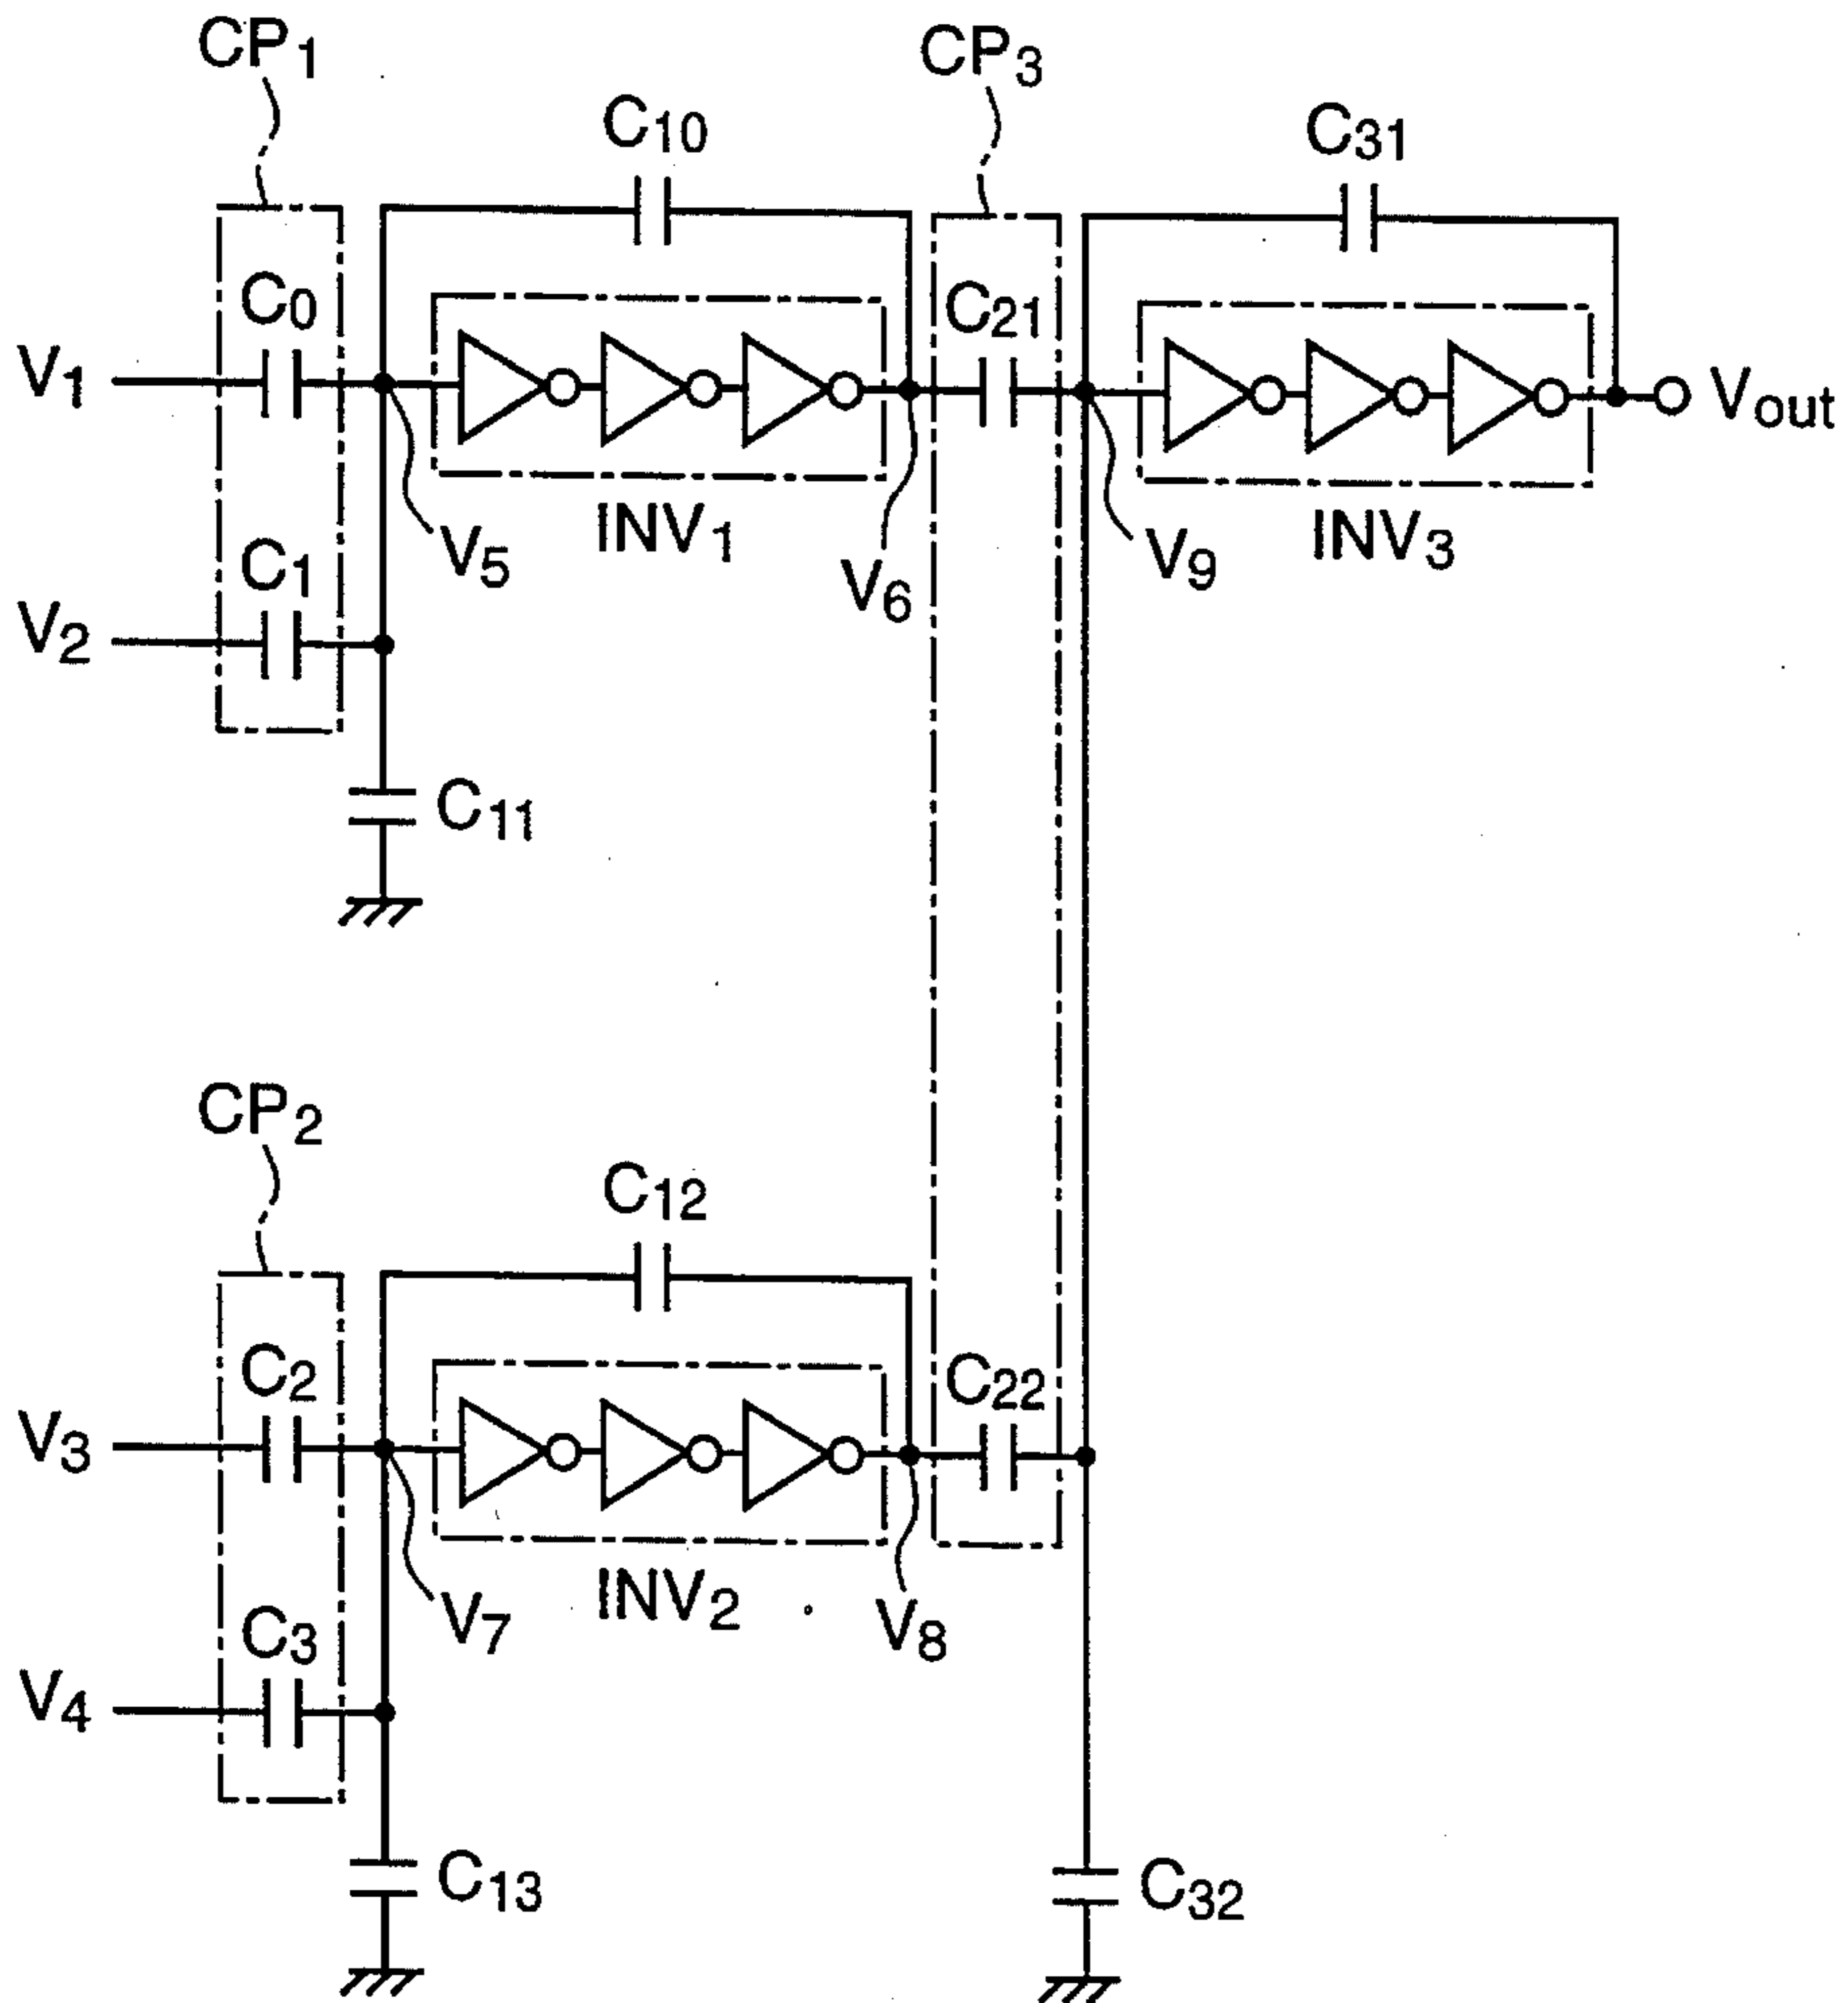 CP1
CP3
C10
C31
C0
C21
V1
Vout
INV1
INV3
V5
V9
C1
V6
V2
C11
CP2
C12
C2
C22
V3
INV2
V7
V8
C3
V4
C13
C32